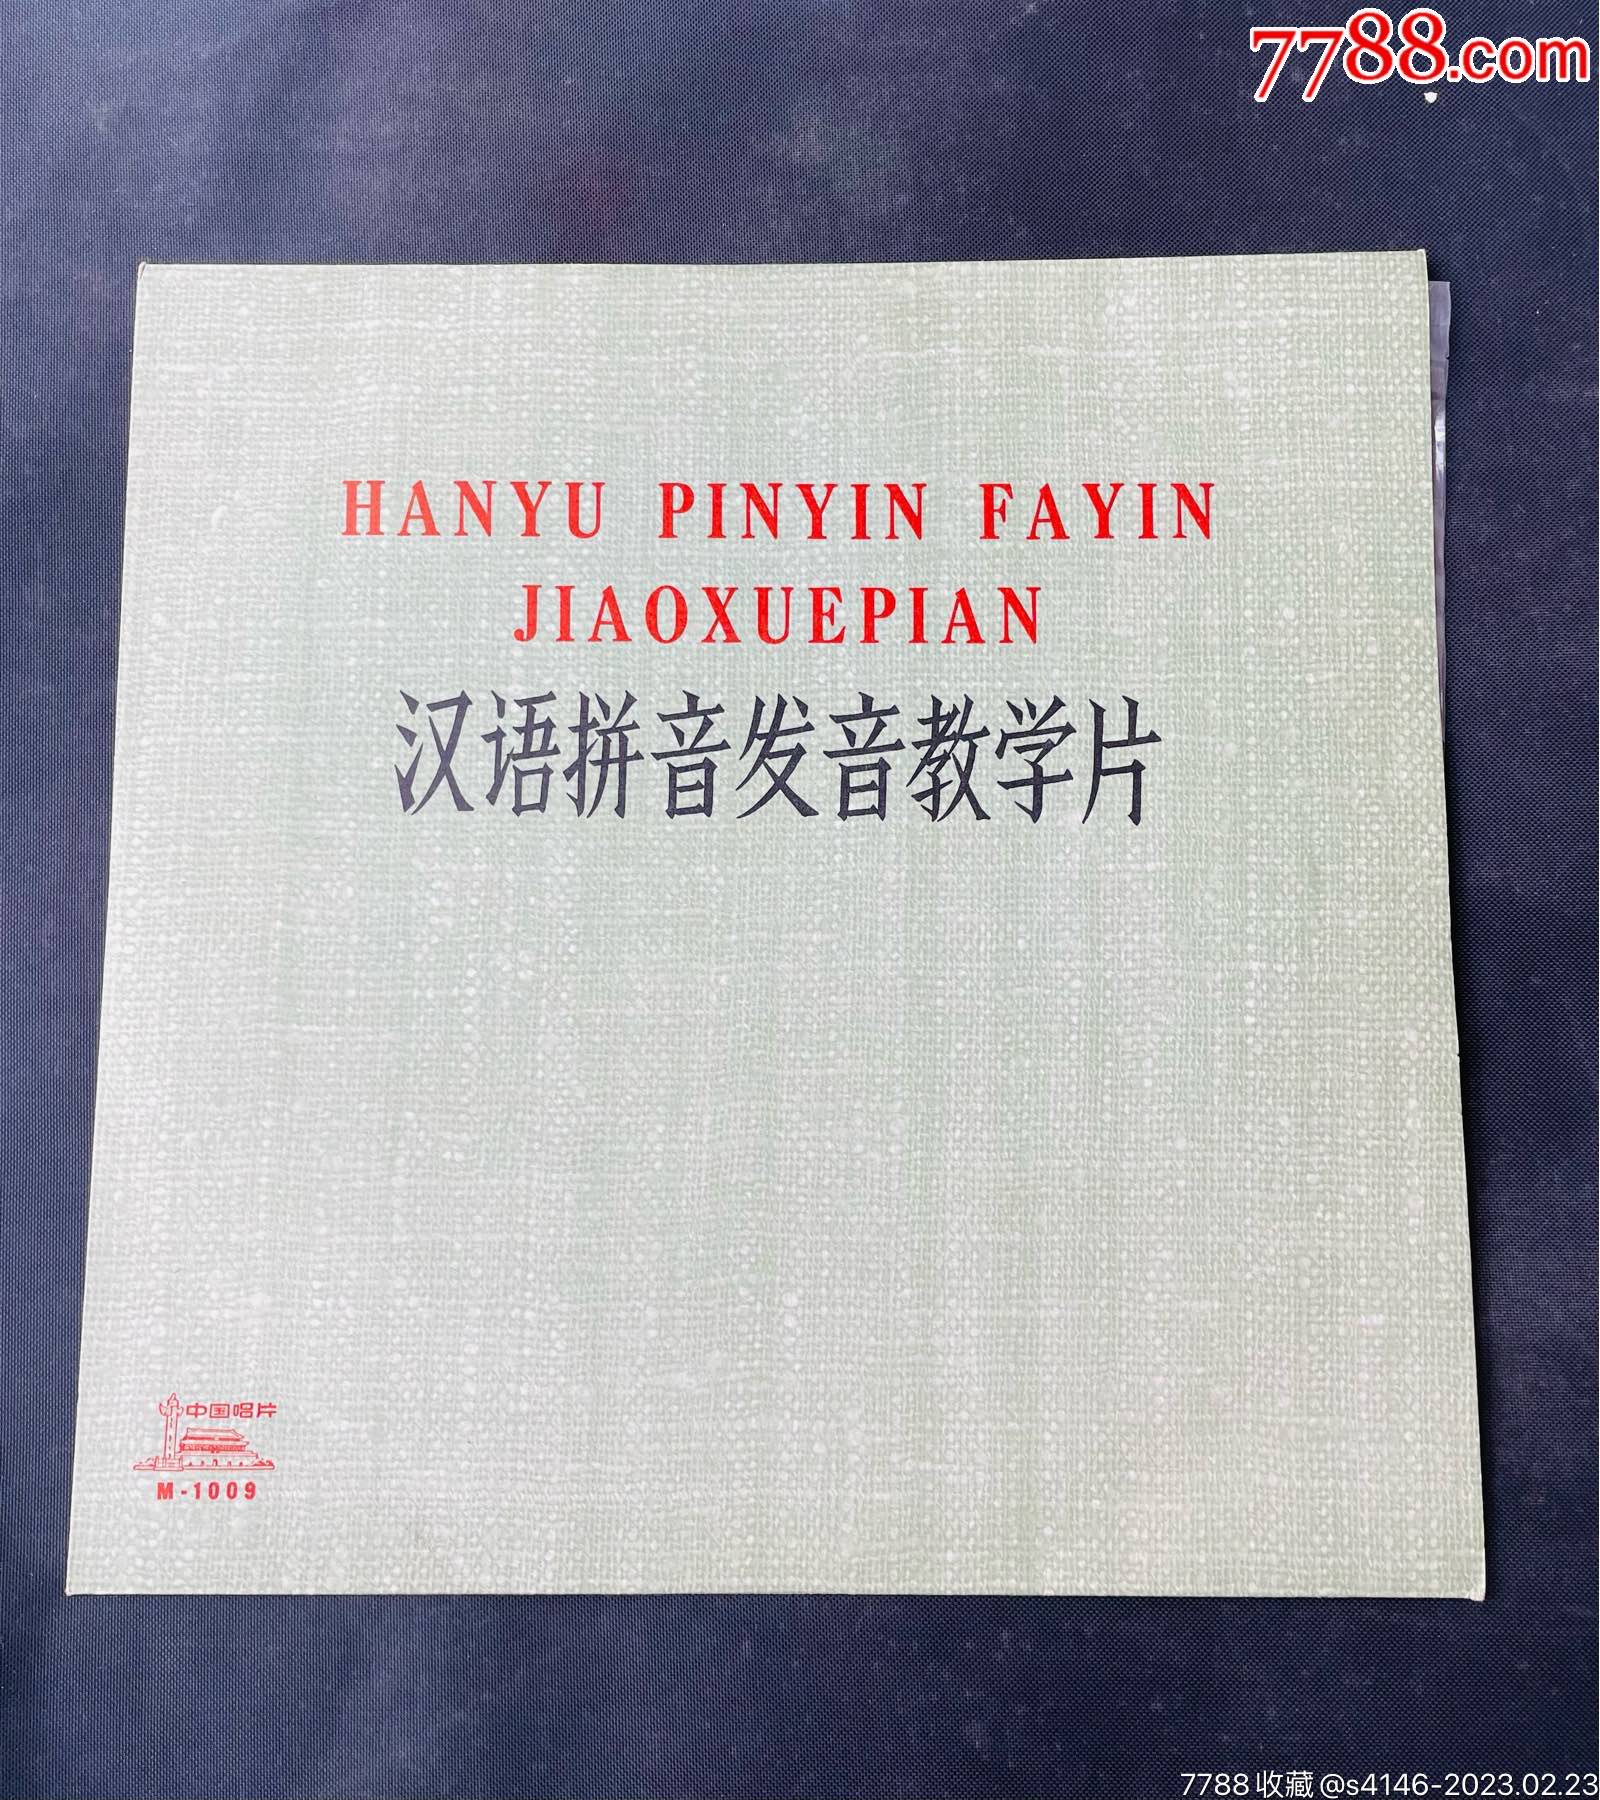 7788.com
HANYU PINYIN FAYIN
JIAOXUEPIAN
汉语拼音发音教学片
中国唱片
M-1009
7788收藏@s4146-2023.02.23